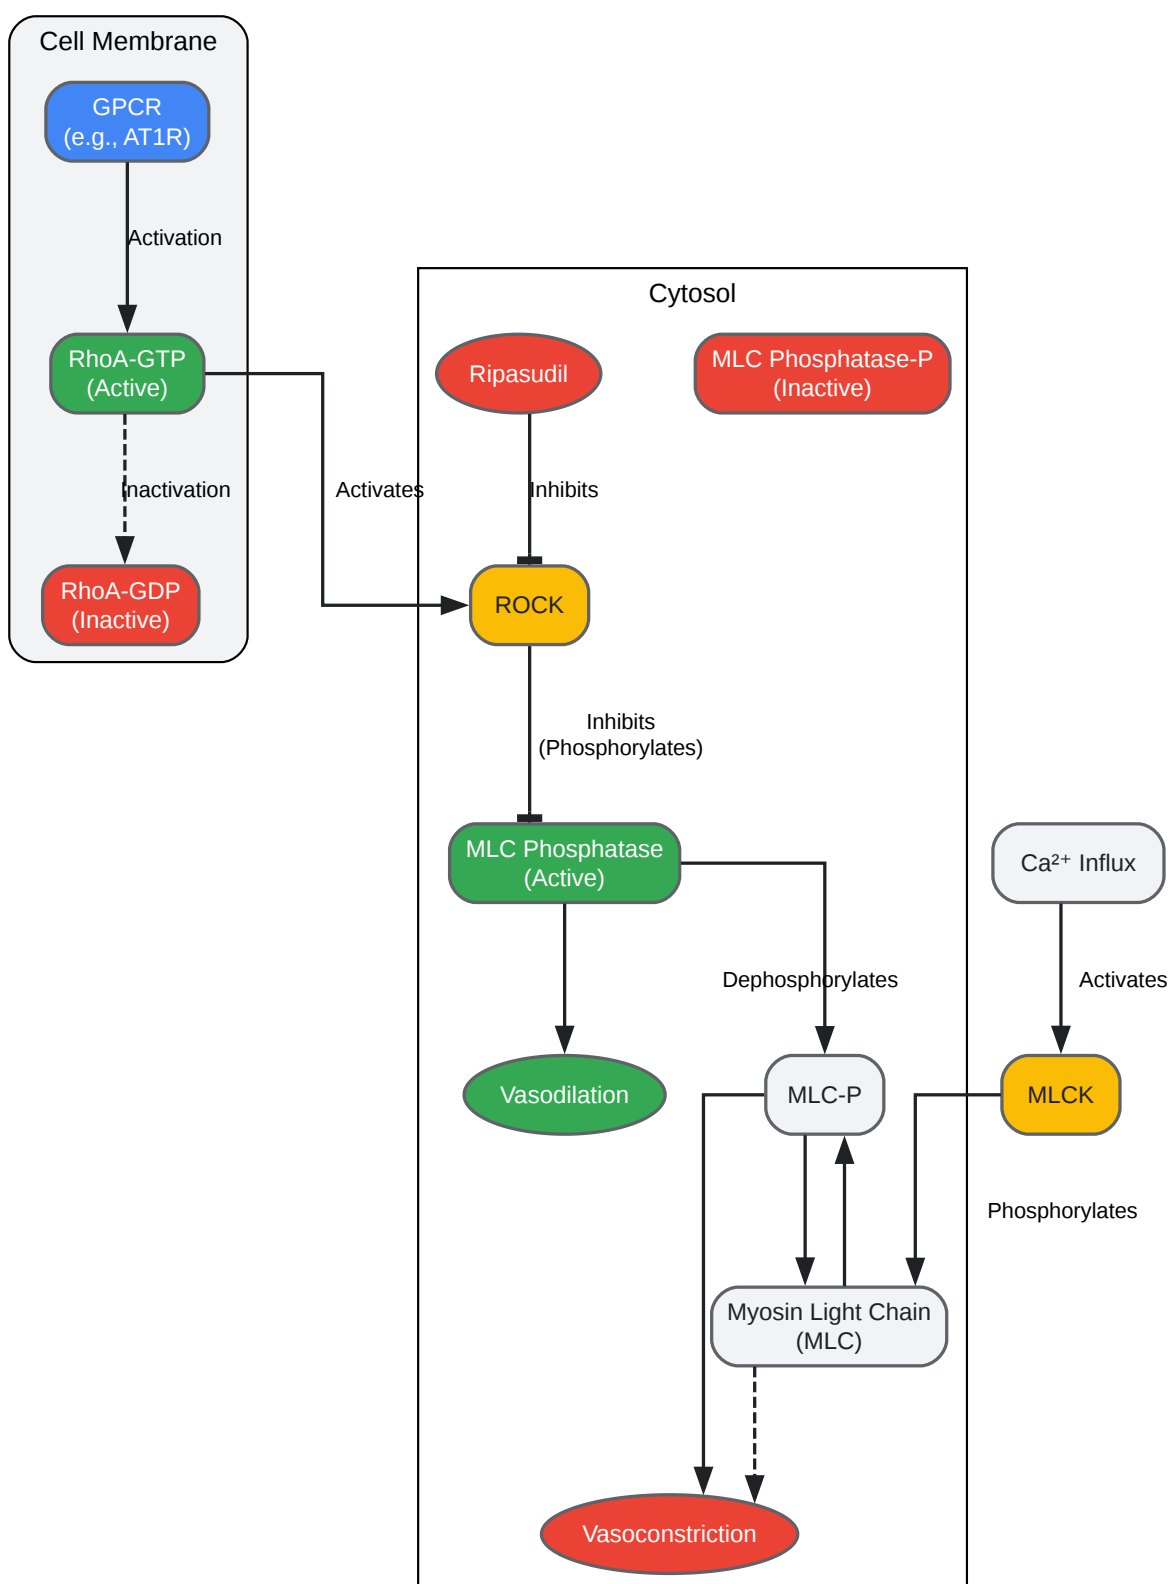 Cell Membrane
GPCR
(e.g., AT1R)
Activation
RhoA-GTP
(Active)
Inactivation
RhoA-GDP
(Inactive)
Activates
Cytosol
Ripasudil
MLC Phosphatase-P
(Inactive)
Inhibits
ROCK
Inhibits
(Phosphorylates)
MLC Phosphatase
(Active)
Ca²⁺ Influx
Dephosphorylates
Activates
Vasodilation
MLC-P
MLCK
Phosphorylates
Myosin Light Chain
(MLC)
Vasoconstriction